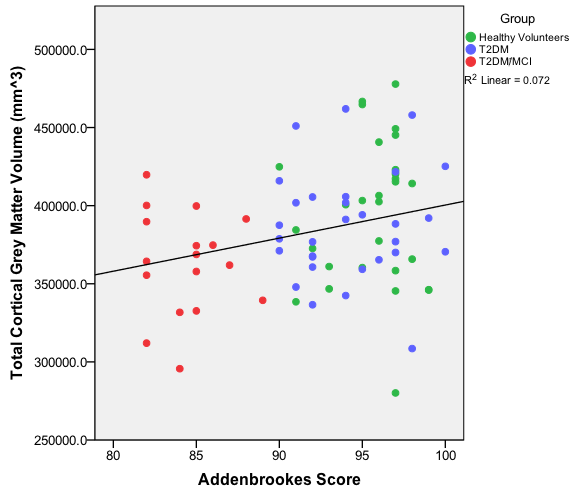 Group
Healthy Volunteers
T2DM
T2DM/MCI
R² Linear = 0.072
Total Cortical Grey Matter Volume (mm^3)
500000.0
450000.0
400000.0
350000.0
300000.0
250000.0
80 85 90 95 100
Addenbrookes Score